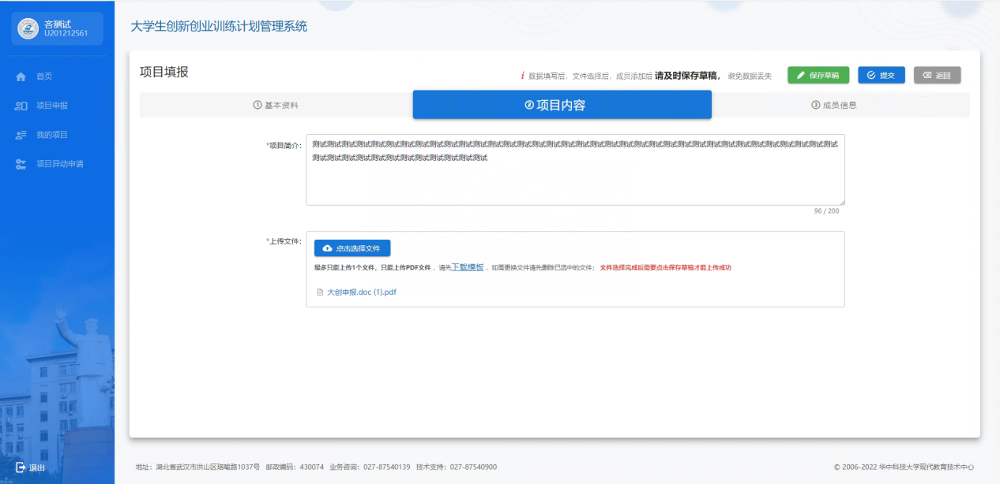 吝测试
U201212561
大学生创新创业训练计划管理系统
首页
项目申报
我的项目
项目异动申请
退出
项目填报
i 数据填写后，文件选择后，成员添加后 请及时保存草稿， 避免数据丢失
保存草稿
提交
返回
① 基本资料
② 项目内容
③ 成员信息
*项目简介:
测试测试测试测试测试测试测试测试测试测试测试测试测试测试测试测试测试测试测试测试测试测试测试测试测试测试测试测试测试测试测试测试测试测试测试测试
测试测试测试测试测试测试测试测试测试测试测试测试
96 / 200
*上传文件:
点击选择文件
最多只能上传1个文件，只能上传PDF文件 ，请先下载模板 ，如需更换文件请先删除已选中的文件； 文件选择完成后需要点击保存草稿才能上传成功
大创申报.doc (1).pdf
地址：湖北省武汉市洪山区珞喻路1037号 邮政编码：430074 业务咨询：027-87540139 技术支持：027-87540900
© 2006-2022 华中科技大学现代教育技术中心